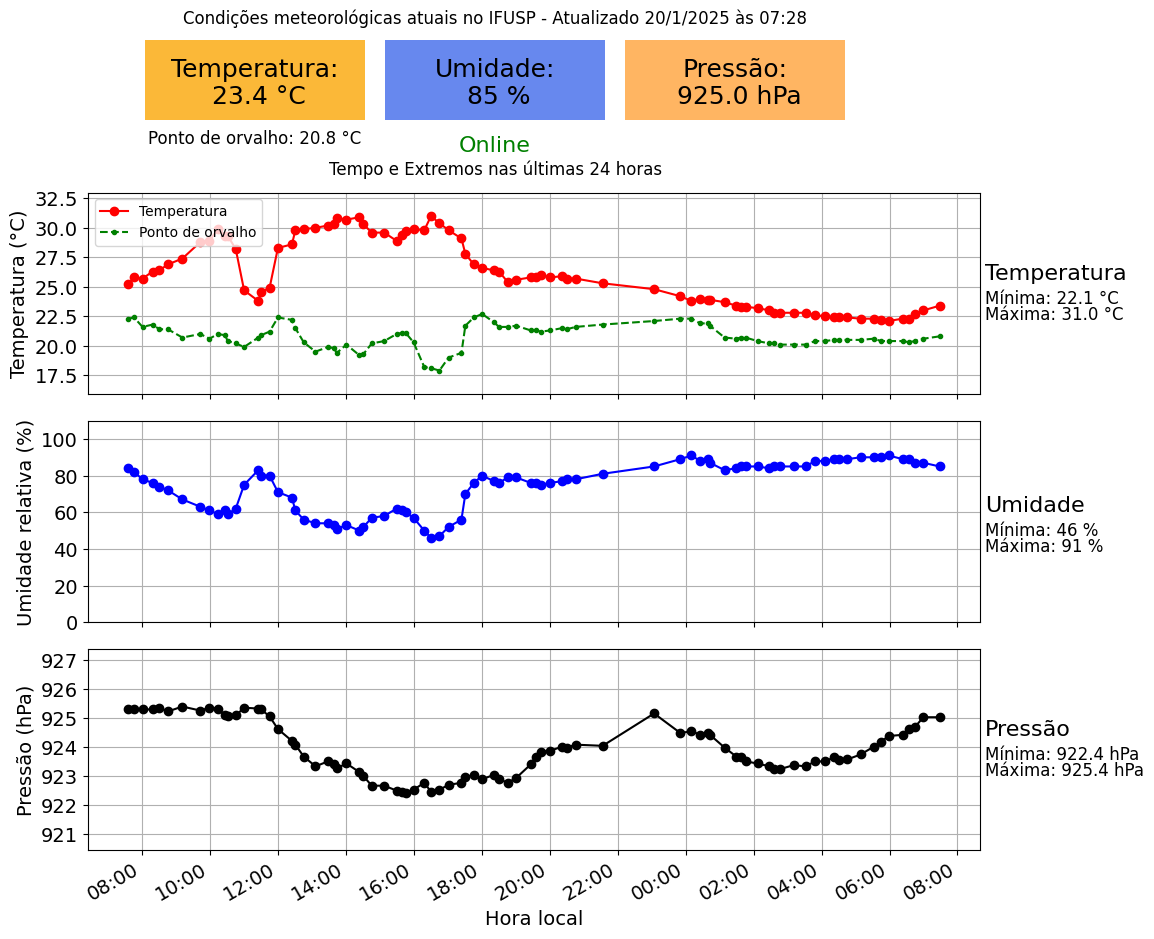 Condições meteorológicas atuais no IFUSP - Atualizado 20/1/2025 às 07:28
Temperatura:
23.4 °C
Umidade:
85 %
Pressão:
925.0 hPa
Ponto de orvalho: 20.8 °C
Online
Tempo e Extremos nas últimas 24 horas
Temperatura (°C)
32.5
30.0
27.5
25.0
22.5
20.0
17.5
Temperatura
Ponto de orvalho
Temperatura
Mínima: 22.1 °C
Máxima: 31.0 °C
Umidade relativa (%)
100
80
60
40
20
0
Umidade
Mínima: 46 %
Máxima: 91 %
Pressão (hPa)
927
926
925
924
923
922
921
Pressão
Mínima: 922.4 hPa
Máxima: 925.4 hPa
08:00 10:00 12:00 14:00 16:00 18:00 20:00 22:00 00:00 02:00 04:00 06:00 08:00
Hora local